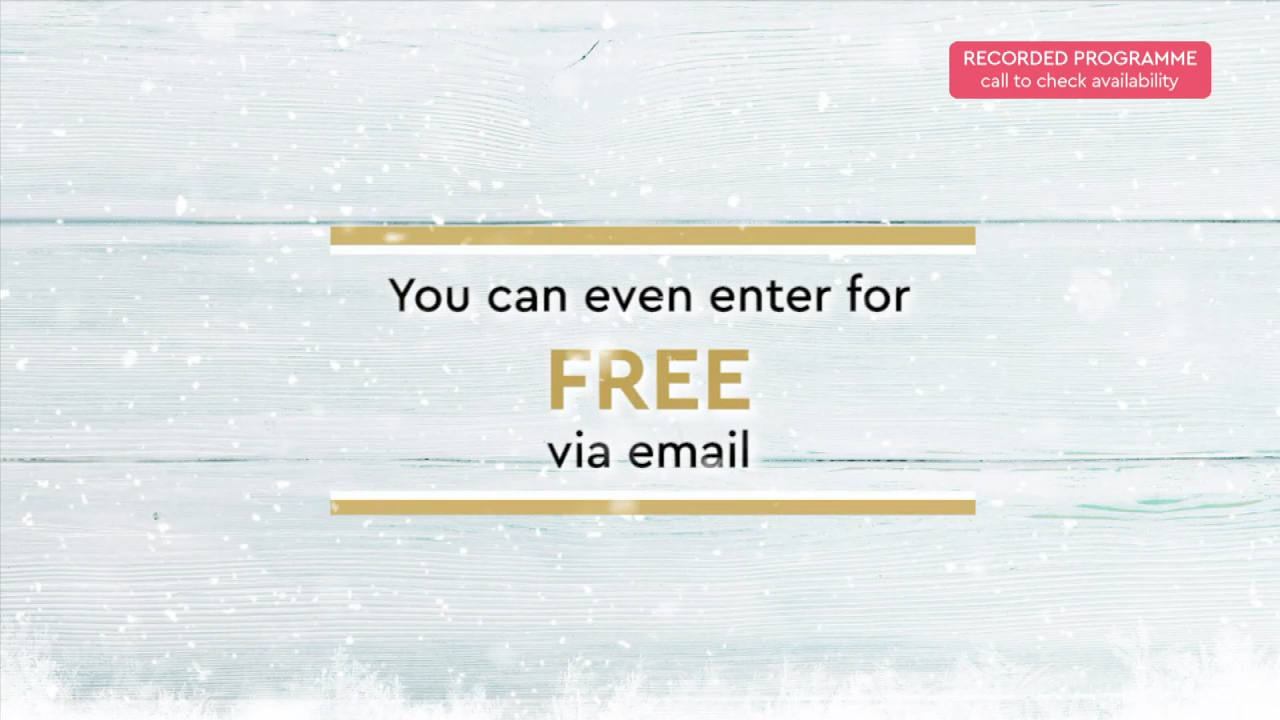 RECORDED PROGRAMME
call to check availability
You can even enter for
FREE
via email